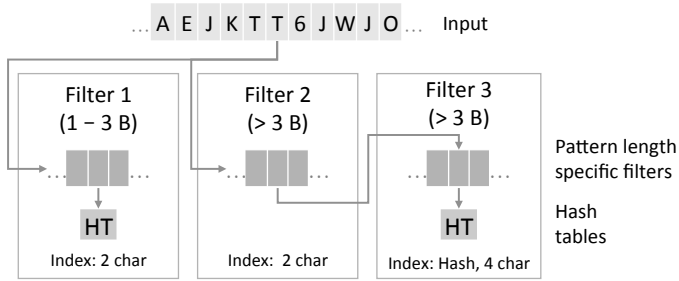 ... A E J K T T 6 J W J O ... Input
Filter 1
(1 – 3 B)
... ...
HT
Index: 2 char
Filter 2
(> 3 B)
... ...
Index: 2 char
Filter 3
(> 3 B)
... ...
HT
Index: Hash, 4 char
Pattern length
specific filters
Hash
tables